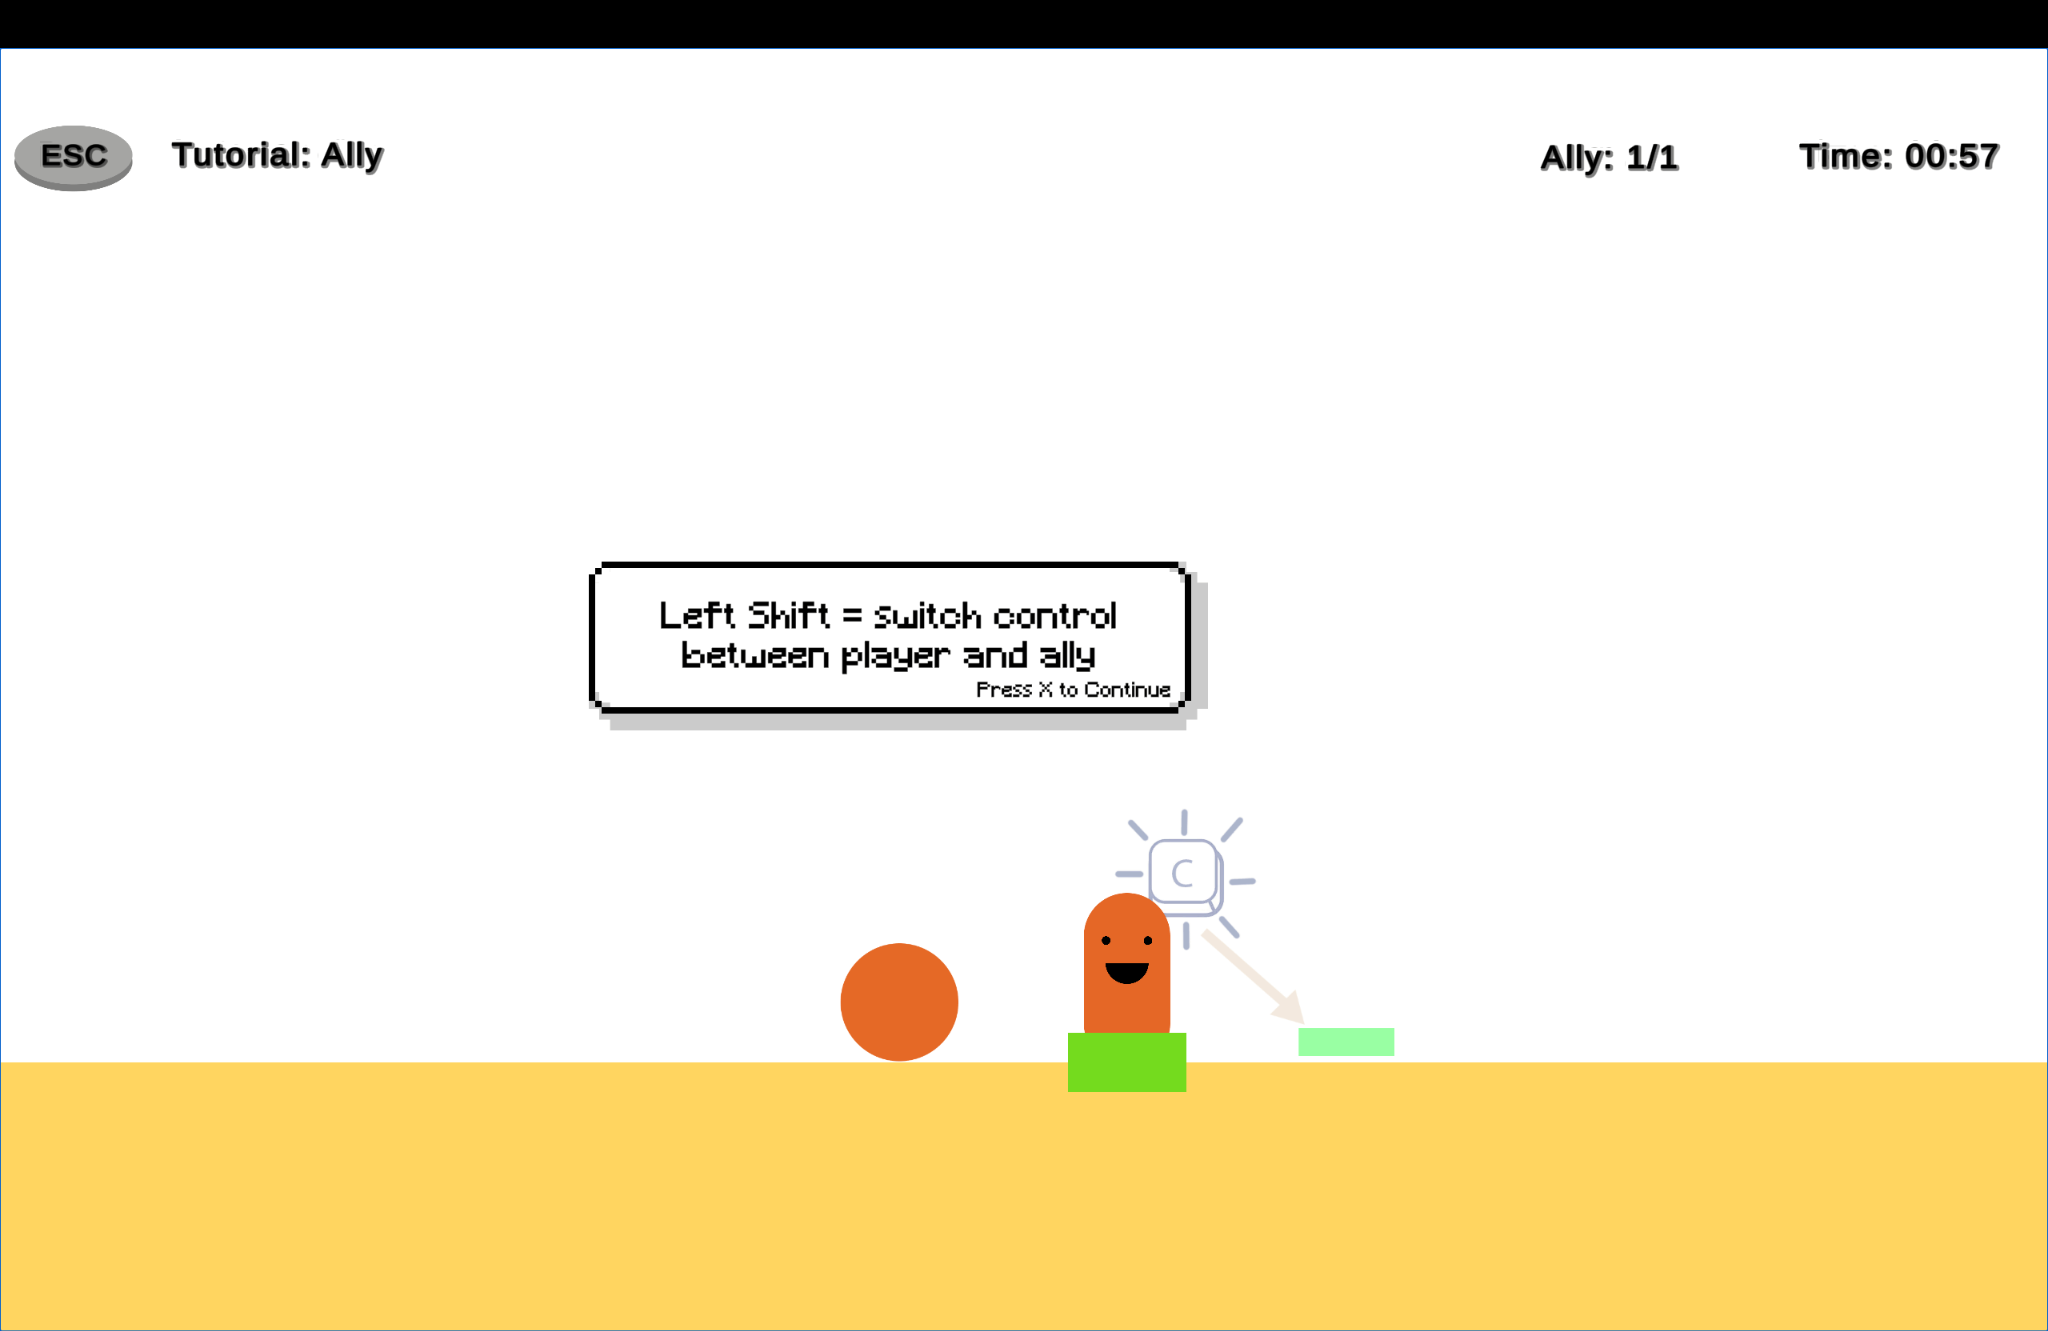 ESC
Tutorial: Ally
Ally: 1/1
Time: 00:57
Left Shift = switch control
between player and ally
Press X to Continue
C